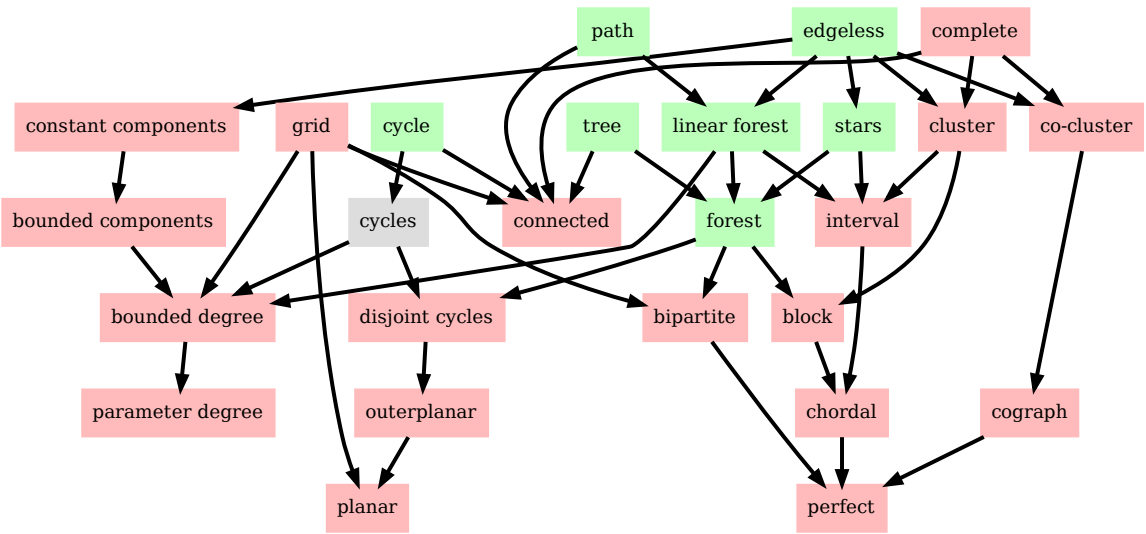 path
edgeless
complete
constant components
grid
cycle
tree
linear forest
stars
cluster
co-cluster
bounded components
cycles
connected
forest
interval
bounded degree
disjoint cycles
bipartite
block
parameter degree
outerplanar
chordal
cograph
planar
perfect